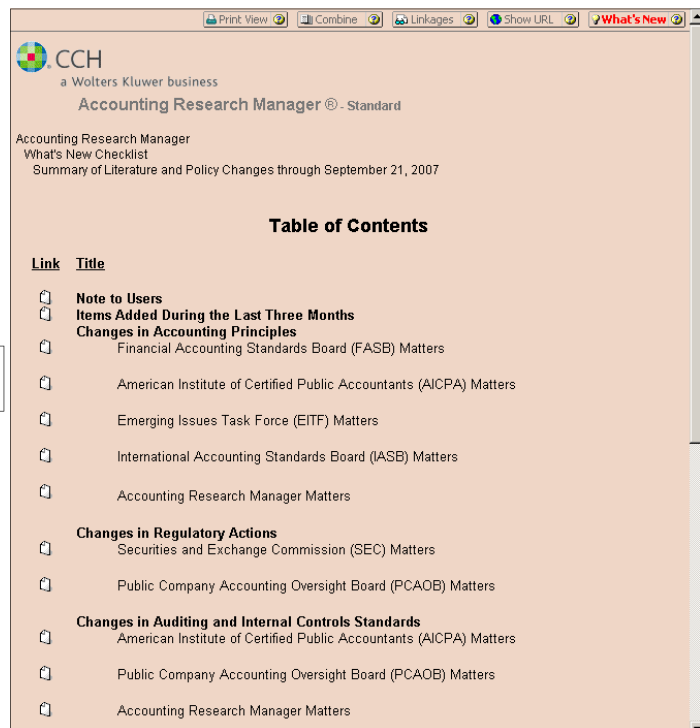 Print View ? Combine ? Linkages ? Show URL ? What's New ?
CCH
a Wolters Kluwer business
Accounting Research Manager ® - Standard
Accounting Research Manager
What's New Checklist
Summary of Literature and Policy Changes through September 21, 2007
Table of Contents
Link Title
Note to Users
Items Added During the Last Three Months
Changes in Accounting Principles
Financial Accounting Standards Board (FASB) Matters
American Institute of Certified Public Accountants (AICPA) Matters
Emerging Issues Task Force (EITF) Matters
International Accounting Standards Board (IASB) Matters
Accounting Research Manager Matters
Changes in Regulatory Actions
Securities and Exchange Commission (SEC) Matters
Public Company Accounting Oversight Board (PCAOB) Matters
Changes in Auditing and Internal Controls Standards
American Institute of Certified Public Accountants (AICPA) Matters
Public Company Accounting Oversight Board (PCAOB) Matters
Accounting Research Manager Matters